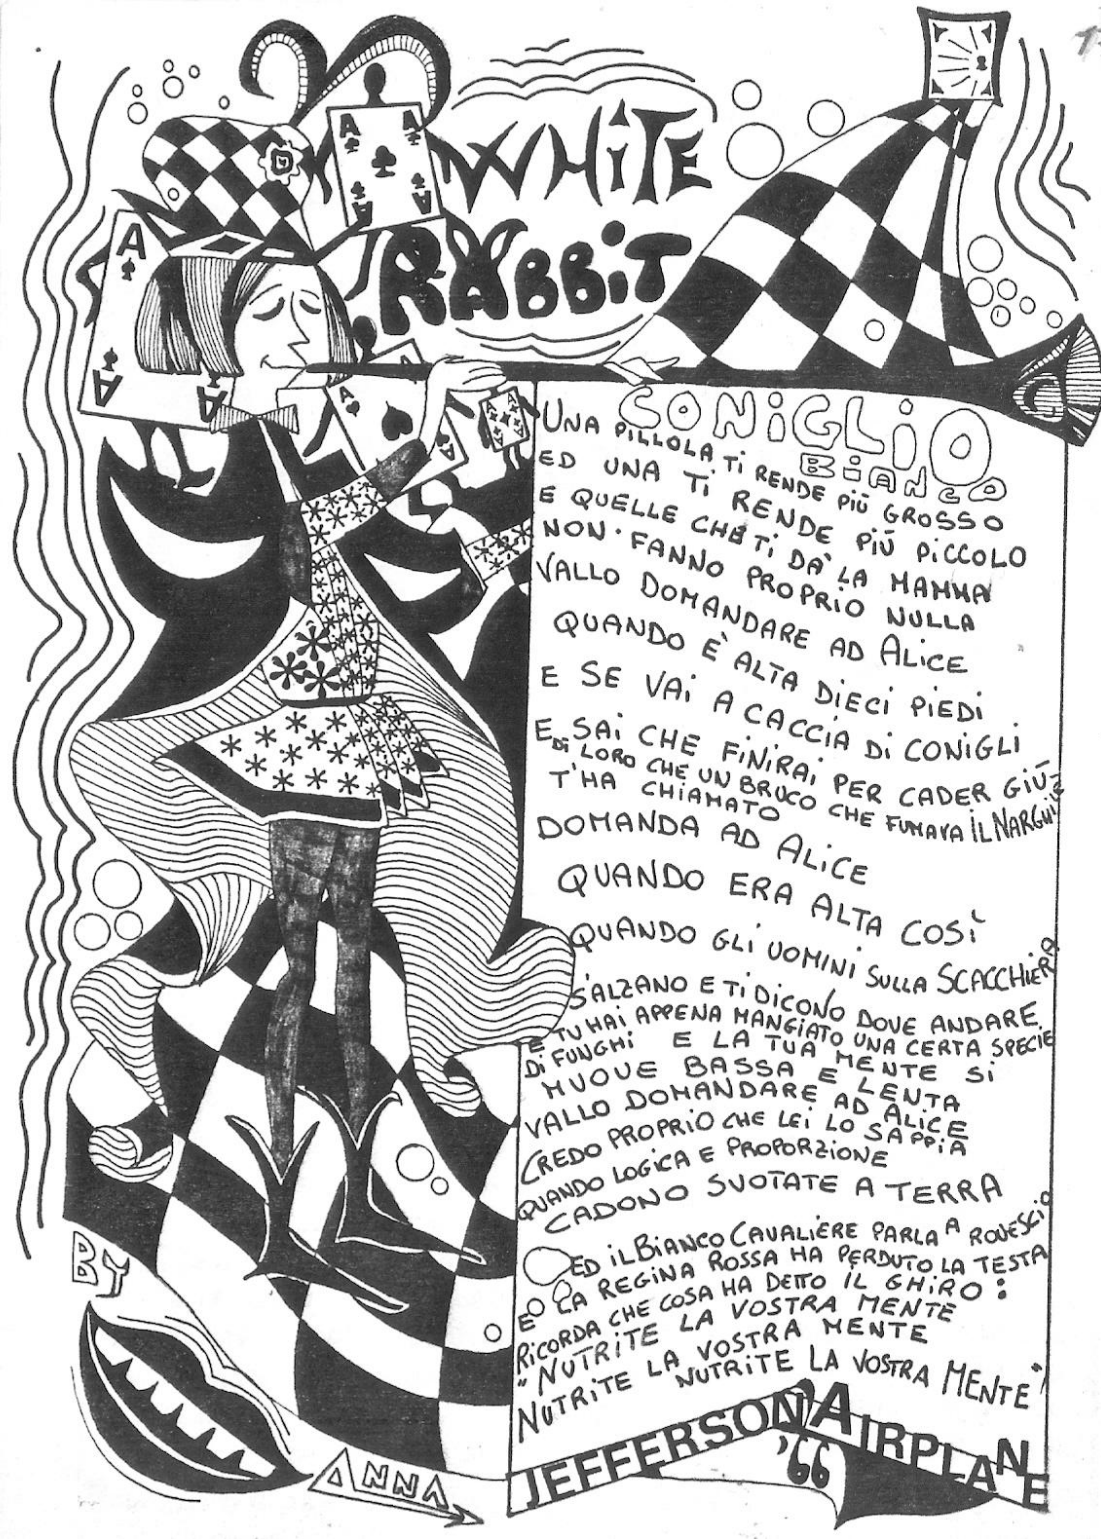 WHITE
RABBIT
CONIGLIO
BIANCO
UNA PILLOLA TI RENDE PIÙ GROSSO
ED UNA TI RENDE PIÙ PICCOLO
E QUELLE CHE TI DA' LA MAMMA
NON FANNO PROPRIO NULLA
VALLO DOMANDARE AD ALICE
QUANDO E' ALTA DIECI PIEDI
E SE VAI A CACCIA DI CONIGLI
E SAI CHE FINIRAI PER CADER GIÙ
DI LORO CHE UN BRUCO CHE FUMAVA IL NARGUILÈ
T'HA CHIAMATO
DOMANDA AD ALICE
QUANDO ERA ALTA COSÌ
QUANDO GLI UOMINI SULLA SCACCHIERA
S'ALZANO E TI DICONO DOVE ANDARE
E TU HAI APPENA MANGIATO UNA CERTA SPECIE
DI FUNGHI E LA TUA MENTE SI
MUOVE BASSA E LENTA
VALLO DOMANDARE AD ALICE
CREDO PROPRIO CHE LEI LO SAPPIA
QUANDO LOGICA E PROPORZIONE
CADONO SVOTATE A TERRA
ED IL BIANCO CAVALIERE PARLA A ROVESCIO
E LA REGINA ROSSA HA PERDUTO LA TESTA
RICORDA CHE COSA HA DETTO IL GHIRO:
"NUTRITE LA VOSTRA MENTE
NUTRITE LA VOSTRA MENTE
NUTRITE LA VOSTRA MENTE"
JEFFERSON AIRPLANE
'66
BY
ANNA
A
A
A
A
A
A
A
A
A
A
A